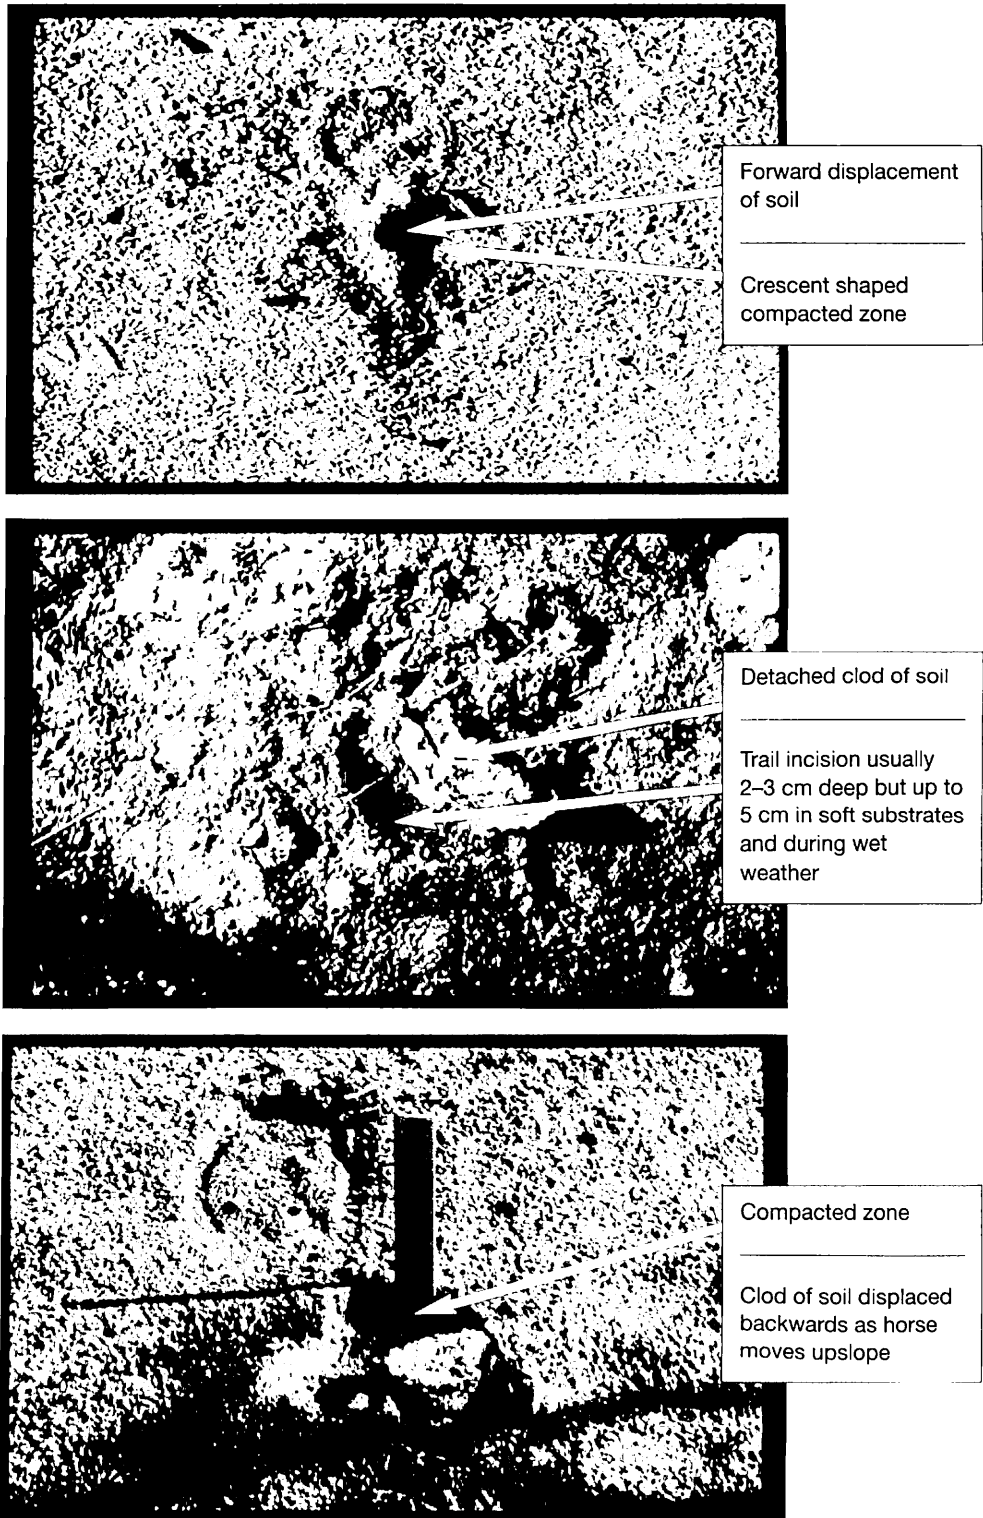 Forward displacement
of soil
Crescent shaped
compacted zone
Detached clod of soil
Trail incision usually
2–3 cm deep but up to
5 cm in soft substrates
and during wet
weather
Compacted zone
Clod of soil displaced
backwards as horse
moves upslope